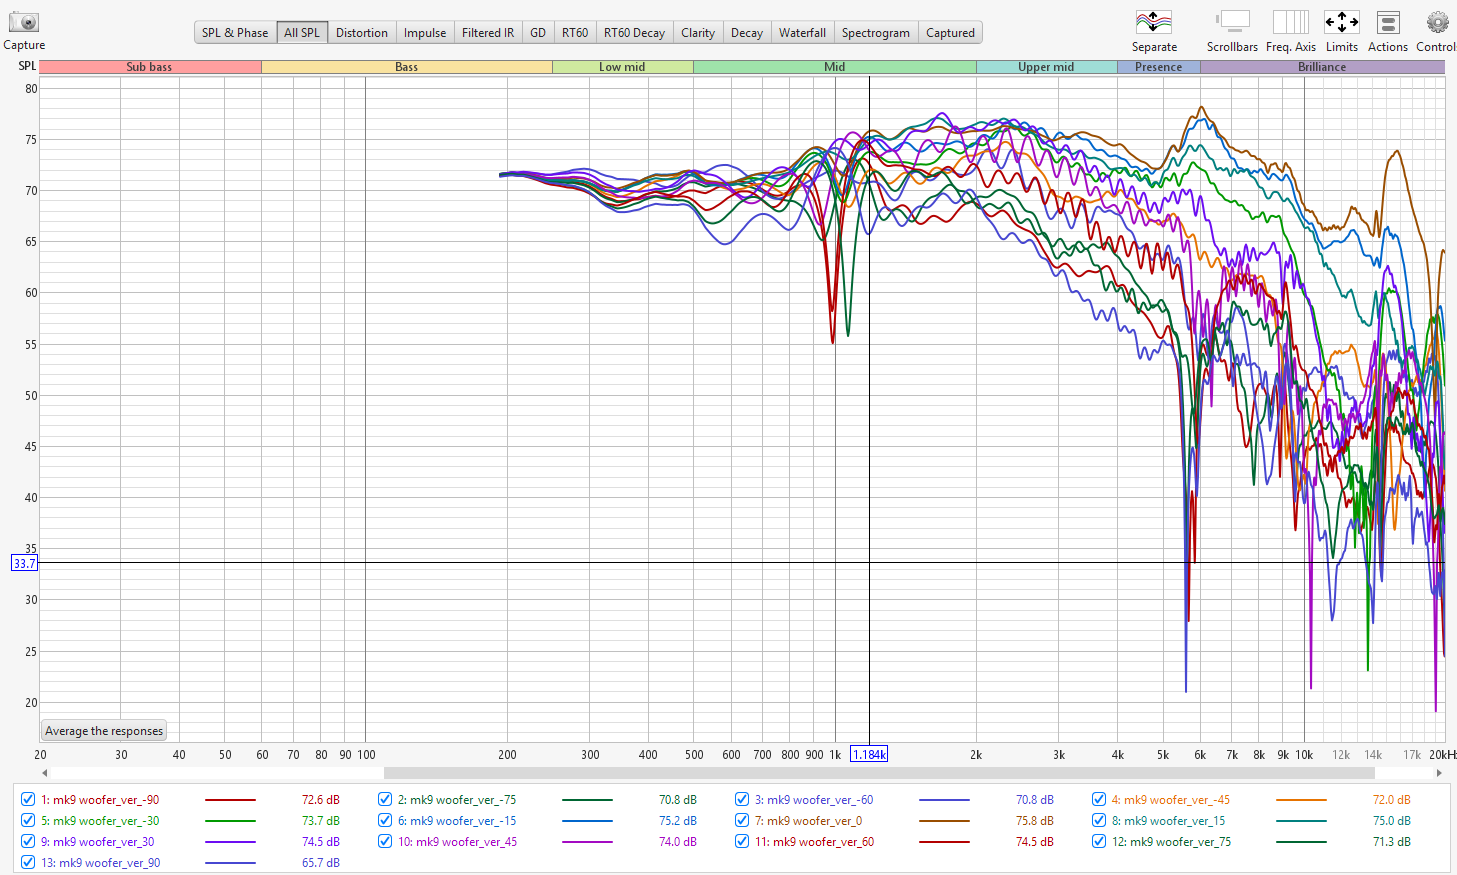 Capture
SPL & Phase All SPL Distortion Impulse Filtered IR GD RT60 RT60 Decay Clarity Decay Waterfall Spectrogram Captured
Separate Scrollbars Freq. Axis Limits Actions Control
SPL Sub bass Bass Low mid Mid Upper mid Presence Brilliance
80
75
70
65
60
55
50
45
40
35
33.7
30
25
20
Average the responses
20 30 40 50 60 70 80 90 100 200 300 400 500 600 700 800 900 1k 1.184k 2k 3k 4k 5k 6k 7k 8k 9k 10k 12k 14k 17k 20kHz
1: mk9 woofer_ver_-90 72.6 dB 2: mk9 woofer_ver_-75 70.8 dB 3: mk9 woofer_ver_-60 70.8 dB 4: mk9 woofer_ver_-45 72.0 dB
5: mk9 woofer_ver_-30 73.7 dB 6: mk9 woofer_ver_-15 75.2 dB 7: mk9 woofer_ver_0 75.8 dB 8: mk9 woofer_ver_15 75.0 dB
9: mk9 woofer_ver_30 74.5 dB 10: mk9 woofer_ver_45 74.0 dB 11: mk9 woofer_ver_60 74.5 dB 12: mk9 woofer_ver_75 71.3 dB
13: mk9 woofer_ver_90 65.7 dB